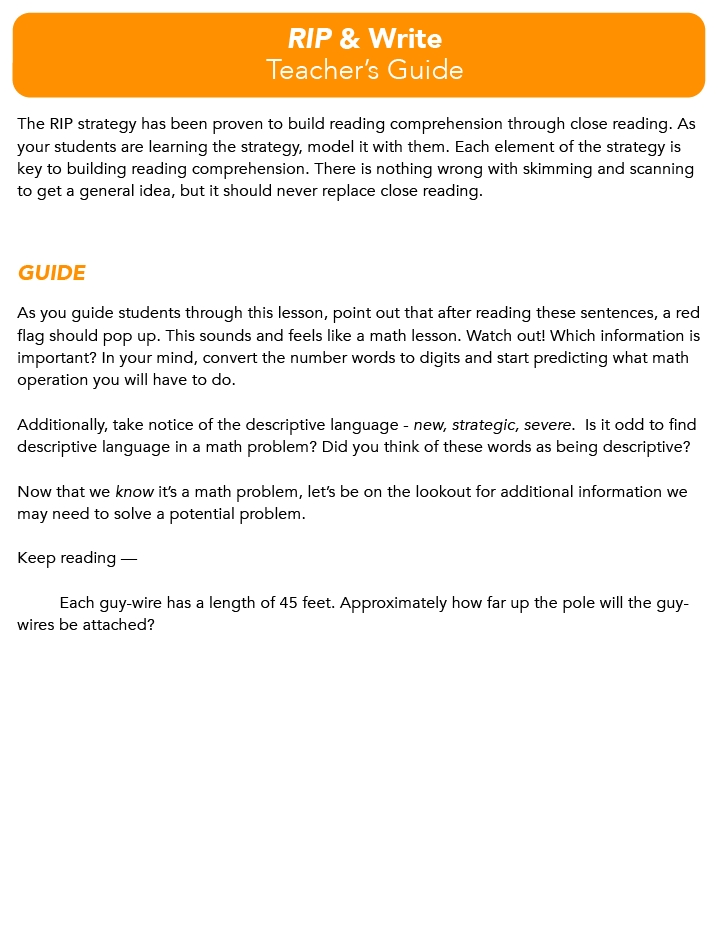 RIP & Write
Teacher's Guide
The RIP strategy has been proven to build reading comprehension through close reading. As
your students are learning the strategy, model it with them. Each element of the strategy is
key to building reading comprehension. There is nothing wrong with skimming and scanning
to get a general idea, but it should never replace close reading.
GUIDE
As you guide students through this lesson, point out that after reading these sentences, a red
flag should pop up. This sounds and feels like a math lesson. Watch out! Which information is
important? In your mind, convert the number words to digits and start predicting what math
operation you will have to do.
Additionally, take notice of the descriptive language - new, strategic, severe.  Is it odd to find
descriptive language in a math problem? Did you think of these words as being descriptive?
Now that we know it's a math problem, let's be on the lookout for additional information we
may need to solve a potential problem.
Keep reading —
Each guy-wire has a length of 45 feet. Approximately how far up the pole will the guy-
wires be attached?